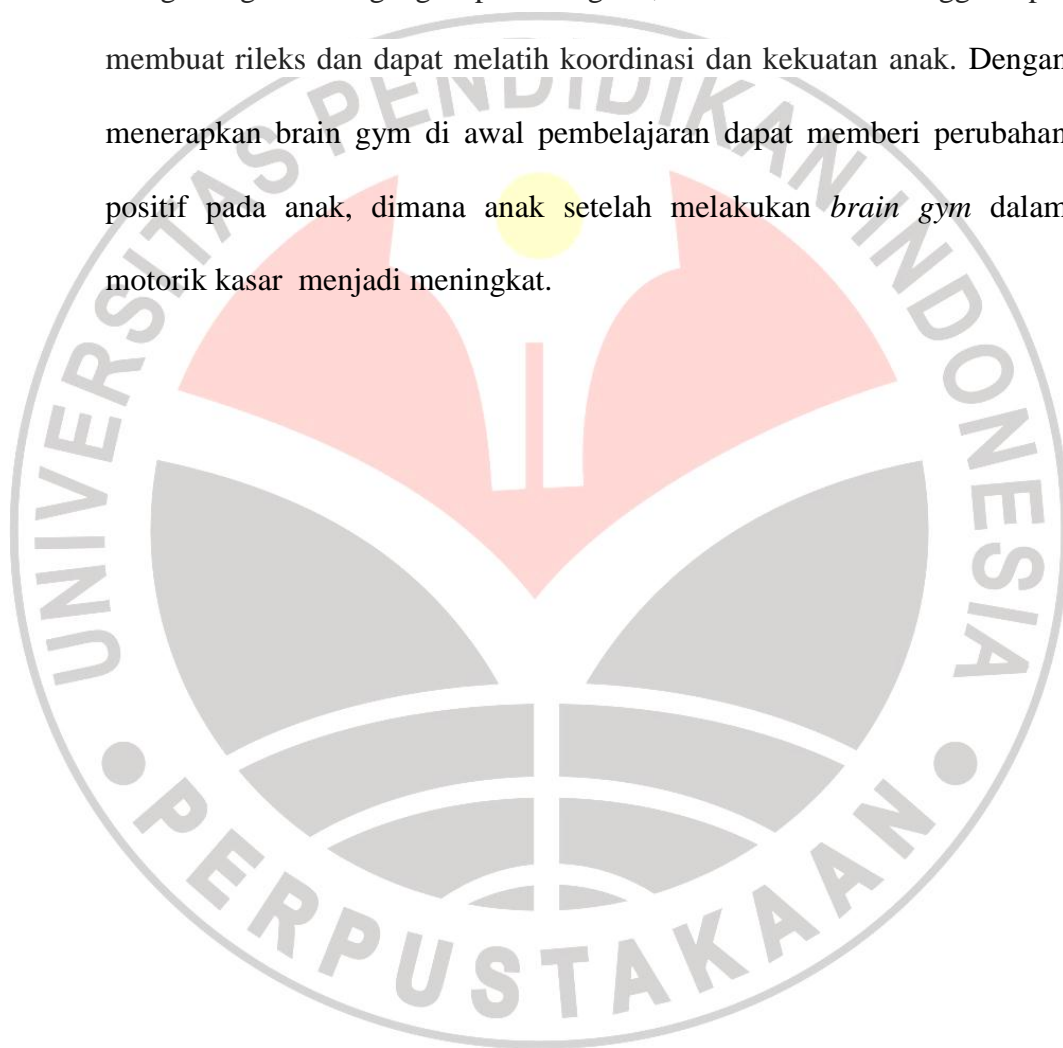 membuat rileks dan dapat melatih koordinasi dan kekuatan anak. Dengan
menerapkan brain gym di awal pembelajaran dapat memberi perubahan
positif pada anak, dimana anak setelah melakukan brain gym dalam
motorik kasar menjadi meningkat.
UNIVERSITAS PENDIDIKAN INDONESIA
PERPUSTAKAAN